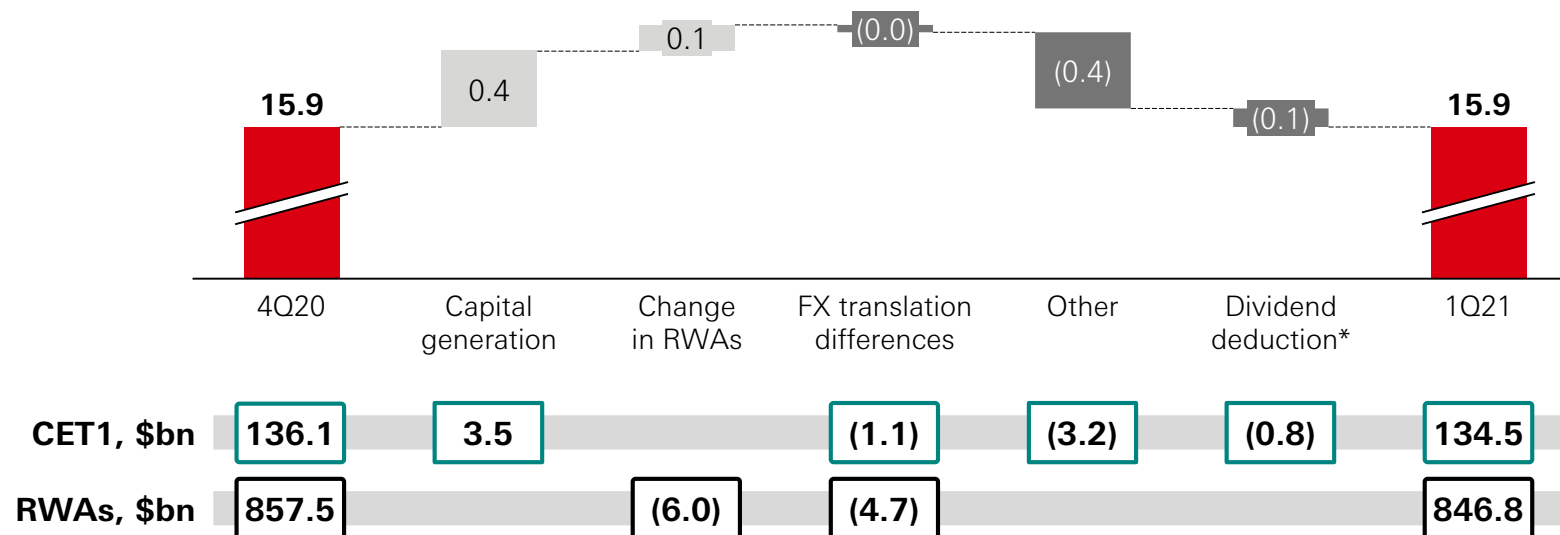 15.9
0.4
0.1
(0.0)
(0.4)
(0.1)
15.9
4Q20
Capital
generation
Change
in RWAs
FX translation
differences
Other
Dividend
deduction*
1Q21
CET1, $bn 136.1 3.5 (1.1) (3.2) (0.8) 134.5
RWAs, $bn 857.5 (6.0) (4.7) 846.8